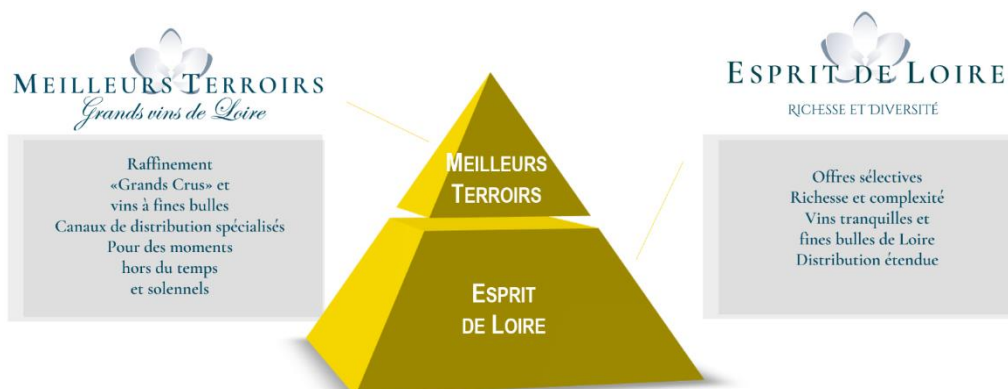 MEILLEURS TERROIRS
Grands vins de Loire
Raffinement
«Grands Crus» et
vins à fines bulles
Canaux de distribution spécialisés
Pour des moments
hors du temps
et solennels
MEILLEURS
TERROIRS
ESPRIT
DE LOIRE
ESPRIT DE LOIRE
RICHESSE ET DIVERSITÉ
Offres sélectives
Richesse et complexité
Vins tranquilles et
fines bulles de Loire
Distribution étendue